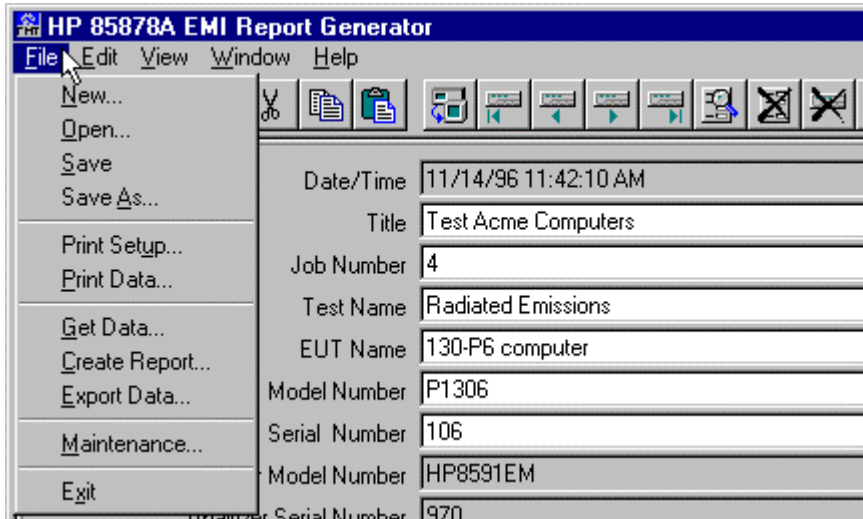 HP 85878A EMI Report Generator
File Edit View Window Help
New...
Open...
Save
Save As...
Print Setup...
Print Data...
Get Data...
Create Report...
Export Data...
Maintenance...
Exit
Date/Time 11/14/96 11:42:10 AM
Title Test Acme Computers
Job Number 4
Test Name Radiated Emissions
EUT Name 130-P6 computer
Model Number P1306
Serial Number 106
Model Number HP8591EM
Serial Number 970